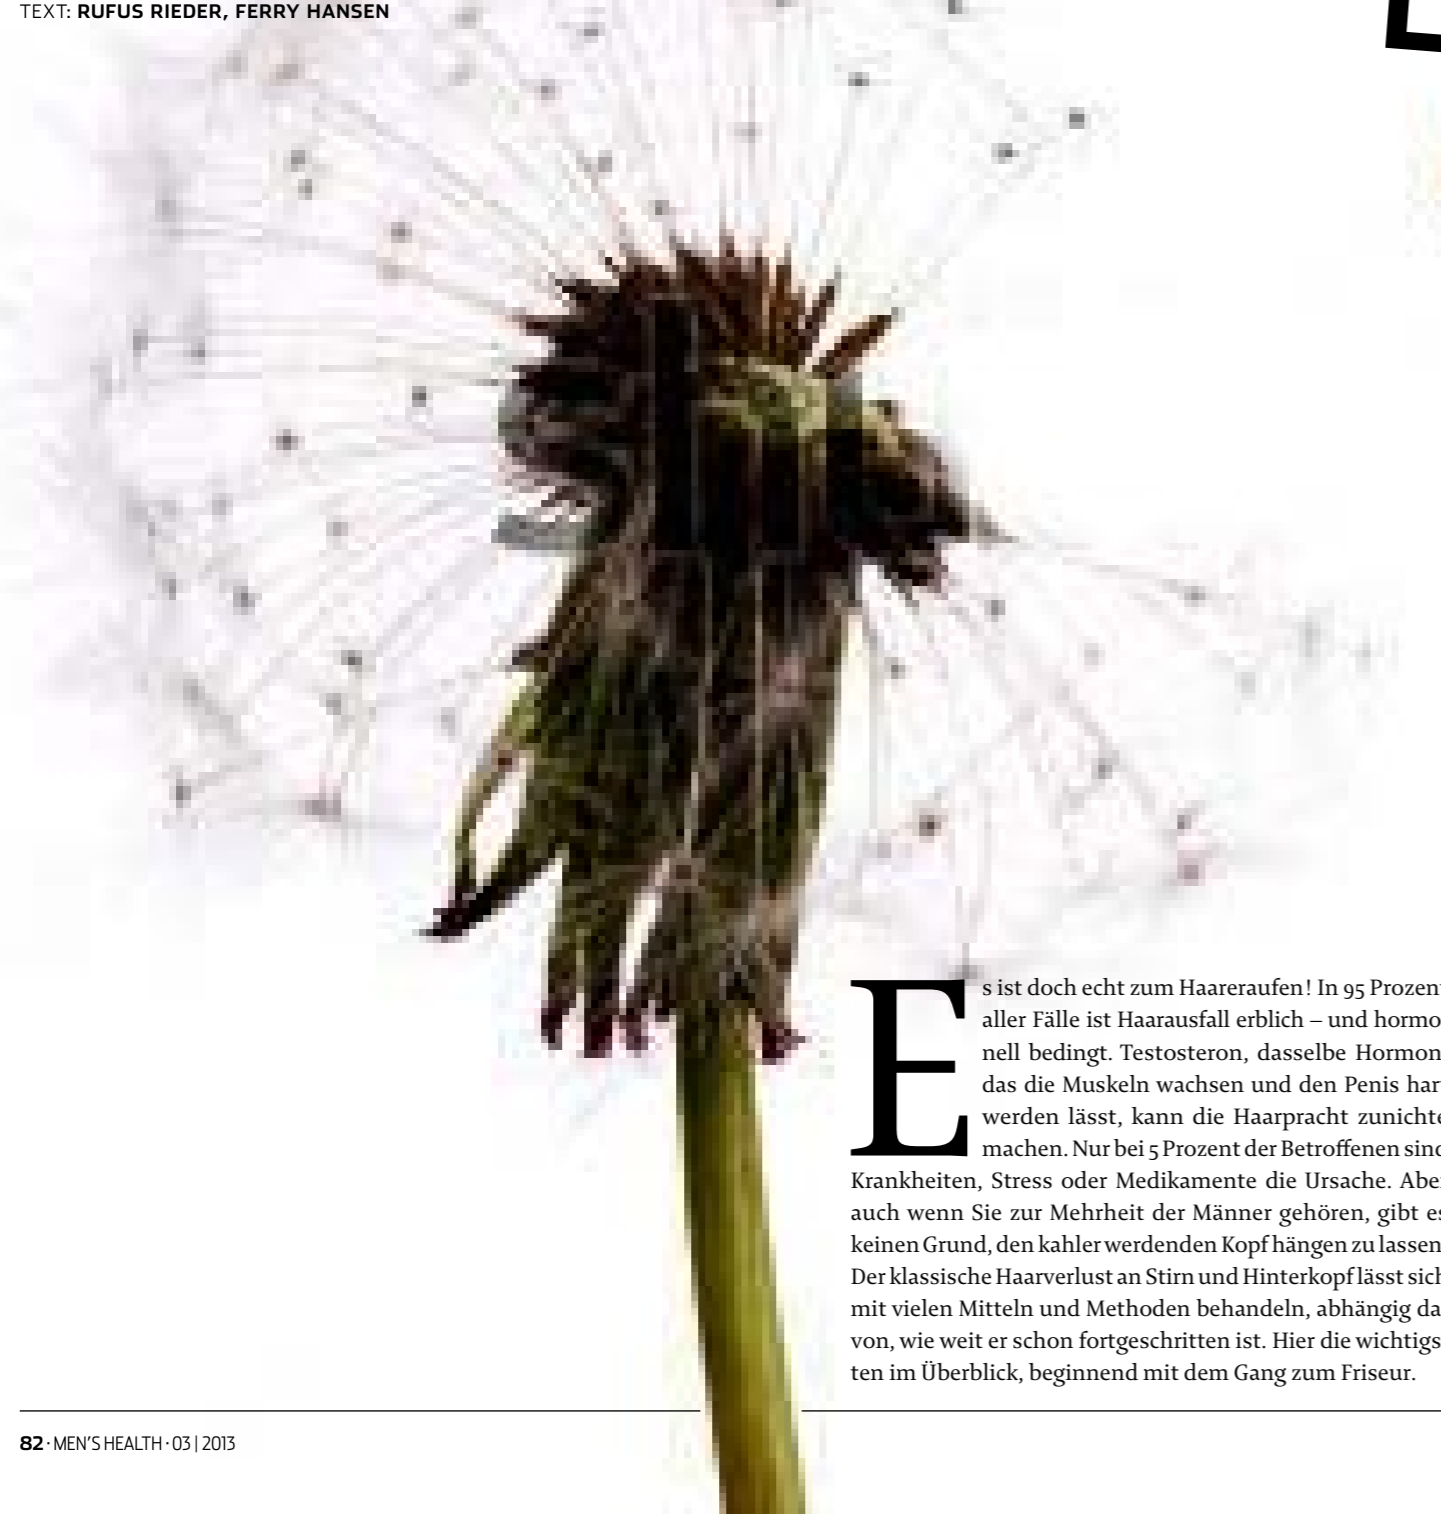 TEXT: RUFUS RIEDER, FERRY HANSEN
Es ist doch echt zum Haareraufen! In 95 Prozent
aller Fälle ist Haarausfall erblich – und hormo-
nell bedingt. Testosteron, dasselbe Hormon,
das die Muskeln wachsen und den Penis hart
werden lässt, kann die Haarpracht zunichte
machen. Nur bei 5 Prozent der Betroffenen sind
Krankheiten, Stress oder Medikamente die Ursache. Aber
auch wenn Sie zur Mehrheit der Männer gehören, gibt es
keinen Grund, den kahler werdenden Kopf hängen zu lassen.
Der klassische Haarverlust an Stirn und Hinterkopf lässt sich
mit vielen Mitteln und Methoden behandeln, abhängig da-
von, wie weit er schon fortgeschritten ist. Hier die wichtigs-
ten im Überblick, beginnend mit dem Gang zum Friseur.
82 · MEN'S HEALTH · 03 | 2013